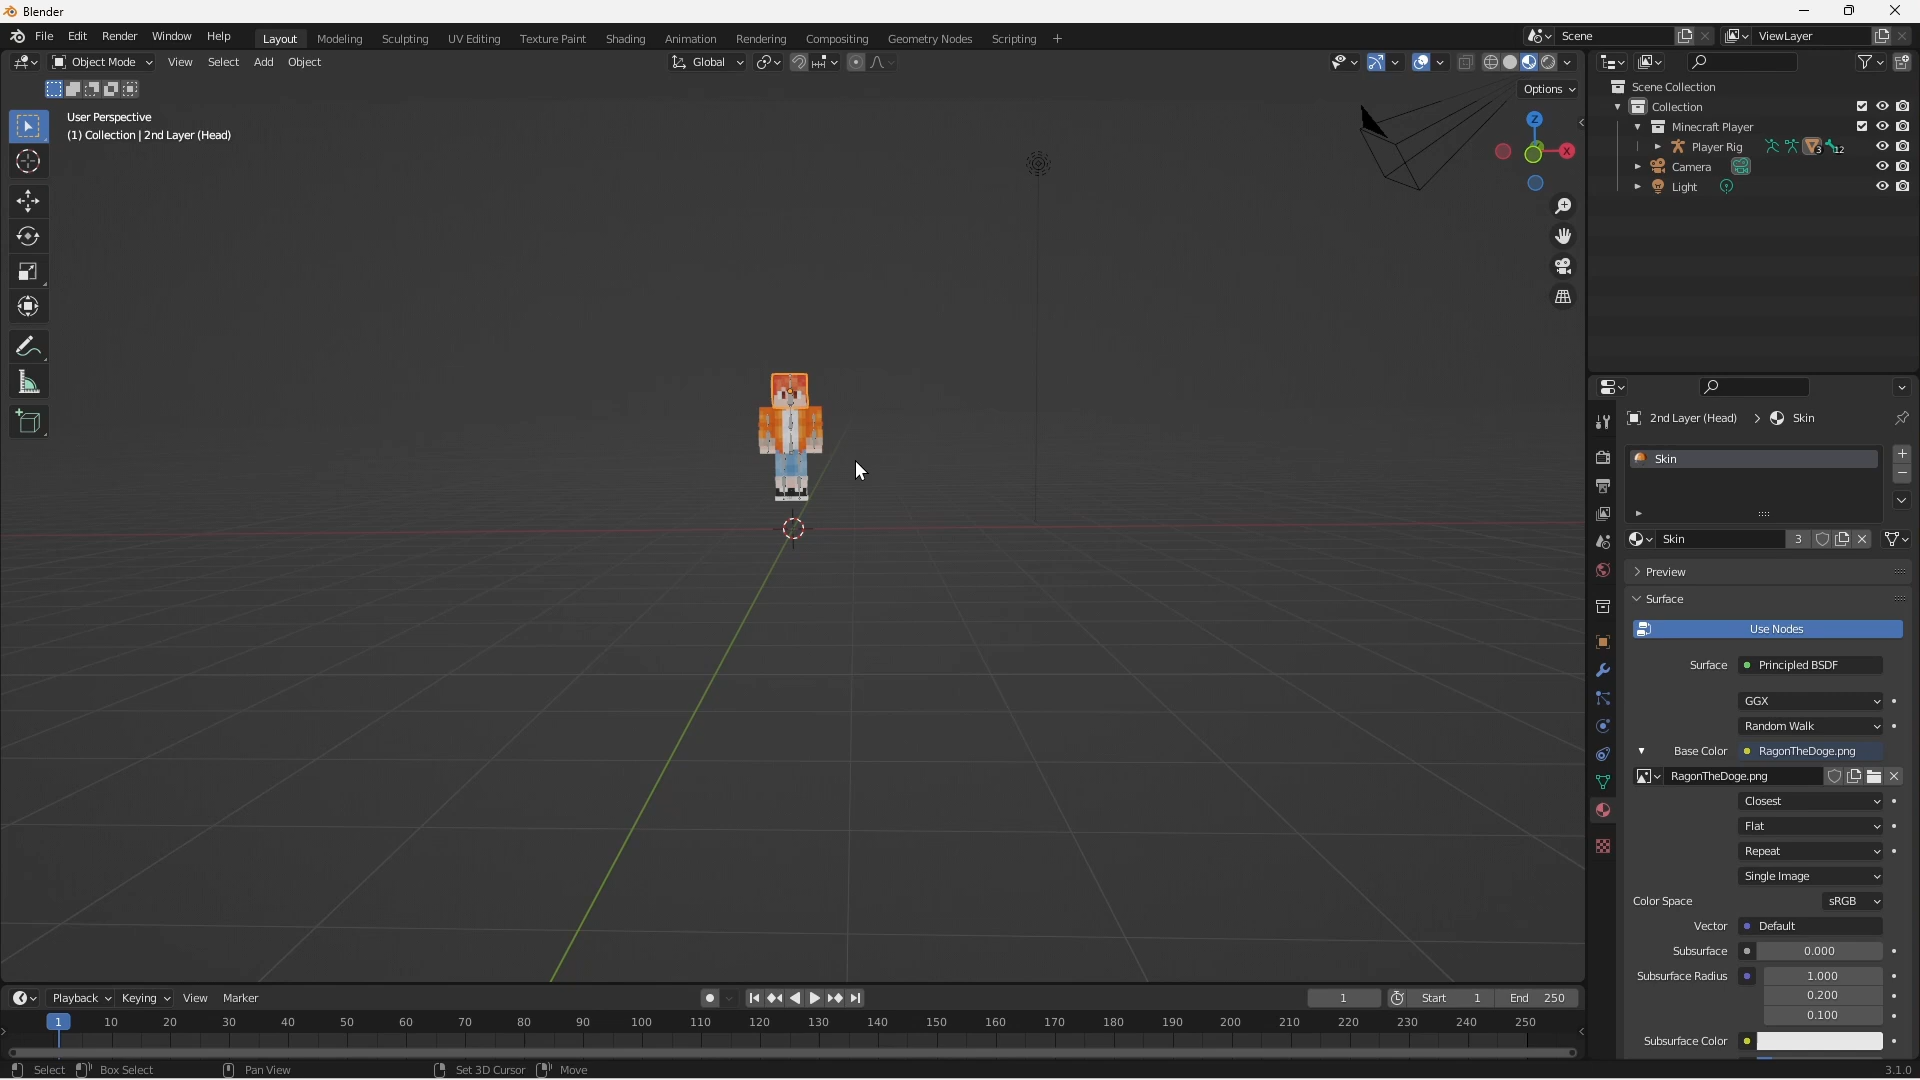 Blender
File Edit Render Window Help Layout Modeling Sculpting UV Editing Texture Paint Shading Animation Rendering Compositing Geometry Nodes Scripting + Scene ViewLayer
Object Mode View Select Add Object Global
Options
User Perspective
(1) Collection | 2nd Layer (Head)
Z
X
Scene Collection
Collection
Minecraft Player
Player Rig 3 12
Camera
Light
2nd Layer (Head) > Skin
Skin
Skin 3
Preview
Surface
Use Nodes
Surface Principled BSDF
GGX
Random Walk
Base Color RagonTheDoge.png
RagonTheDoge.png
Closest
Flat
Repeat
Single Image
Color Space sRGB
Vector Default
Subsurface 0.000
Subsurface Radius 1.000
0.200
0.100
Subsurface Color
Playback Keying View Marker 1 Start 1 End 250
1 10 20 30 40 50 60 70 80 90 100 110 120 130 140 150 160 170 180 190 200 210 220 230 240 250
Select Box Select Pan View Set 3D Cursor Move 3.1.0